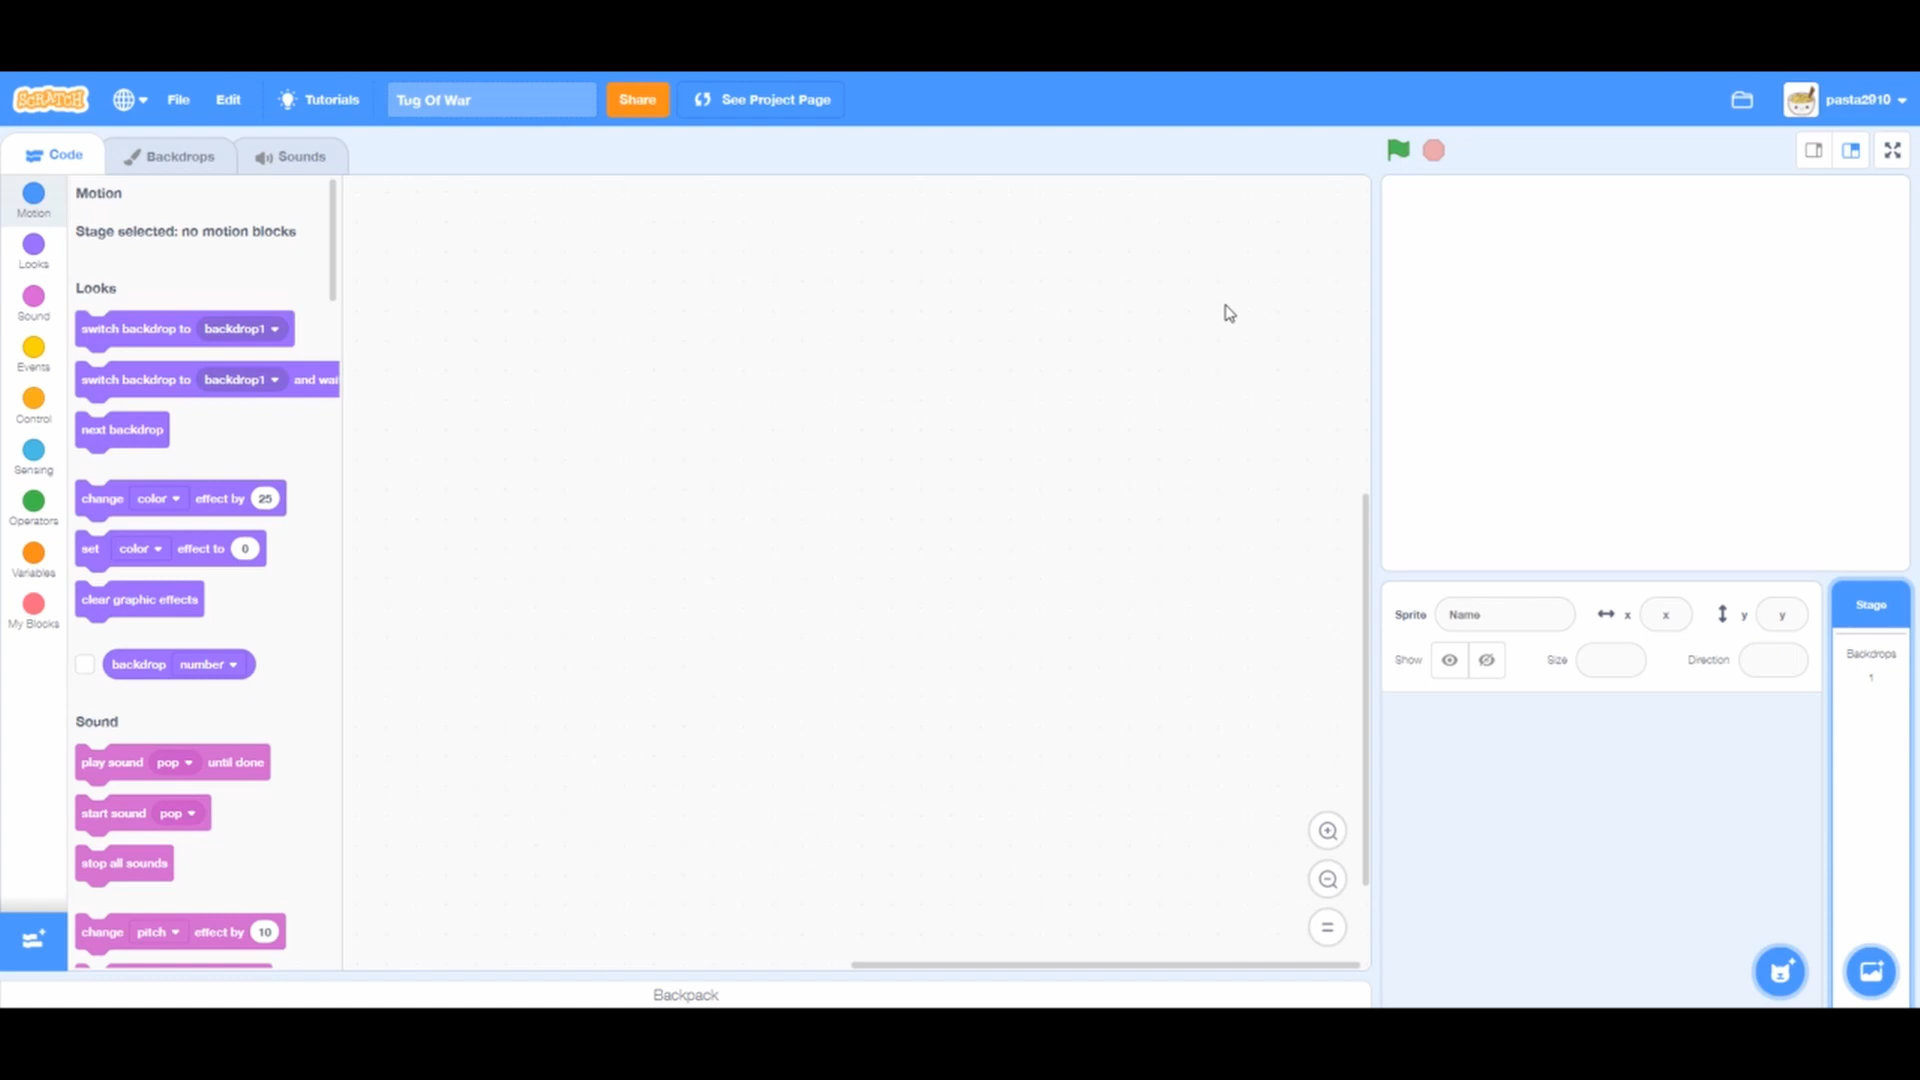 SCRATCH File Edit Tutorials Tug Of War Share See Project Page pasta2910
Code Backdrops Sounds
Motion
Looks
Sound
Events
Control
Sensing
Operators
Variables
My Blocks
Motion
Stage selected: no motion blocks
Looks
switch backdrop to backdrop1
switch backdrop to backdrop1 and wai
next backdrop
change color effect by 25
set color effect to 0
clear graphic effects
backdrop number
Sound
play sound pop until done
start sound pop
stop all sounds
change pitch effect by 10
Backpack
Sprite Name x x y y
Show Size Direction
Stage
Backdrops
1